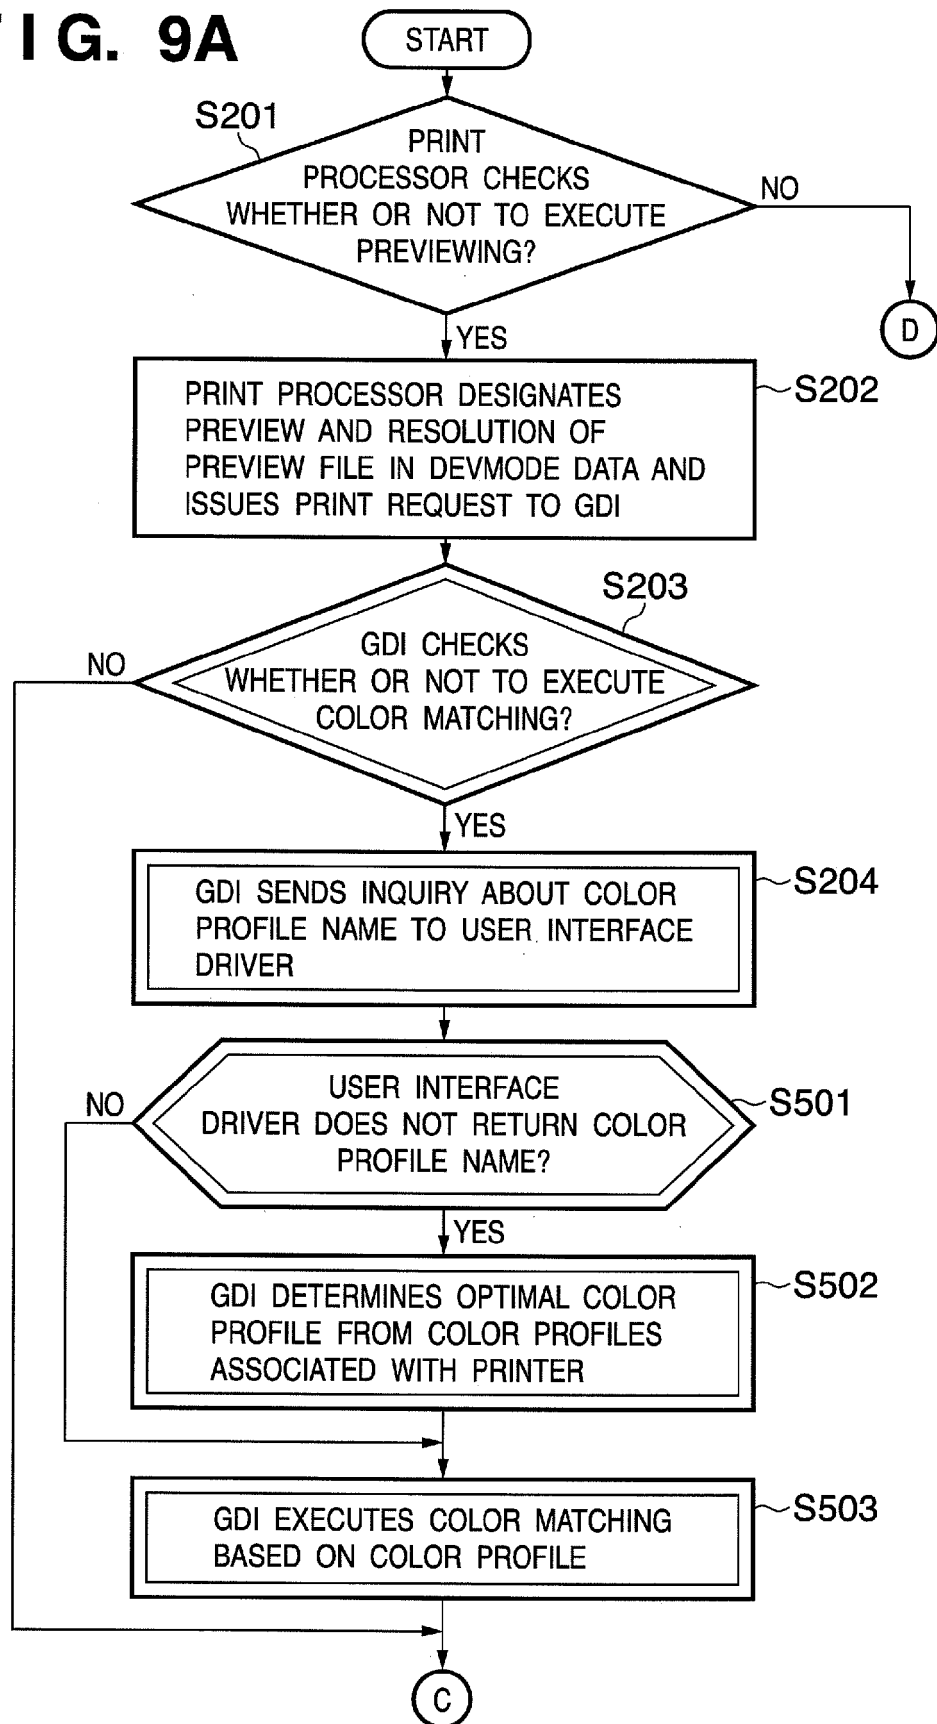 FIG. 9A
START
S201
PRINT
PROCESSOR CHECKS
WHETHER OR NOT TO EXECUTE
PREVIEWING?
NO
D
YES
S202
PRINT PROCESSOR DESIGNATES
PREVIEW AND RESOLUTION OF
PREVIEW FILE IN DEVMODE DATA AND
ISSUES PRINT REQUEST TO GDI
S203
GDI CHECKS
WHETHER OR NOT TO EXECUTE
COLOR MATCHING?
NO
YES
S204
GDI SENDS INQUIRY ABOUT COLOR
PROFILE NAME TO USER INTERFACE
DRIVER
S501
USER INTERFACE
DRIVER DOES NOT RETURN COLOR
PROFILE NAME?
NO
YES
S502
GDI DETERMINES OPTIMAL COLOR
PROFILE FROM COLOR PROFILES
ASSOCIATED WITH PRINTER
S503
GDI EXECUTES COLOR MATCHING
BASED ON COLOR PROFILE
C